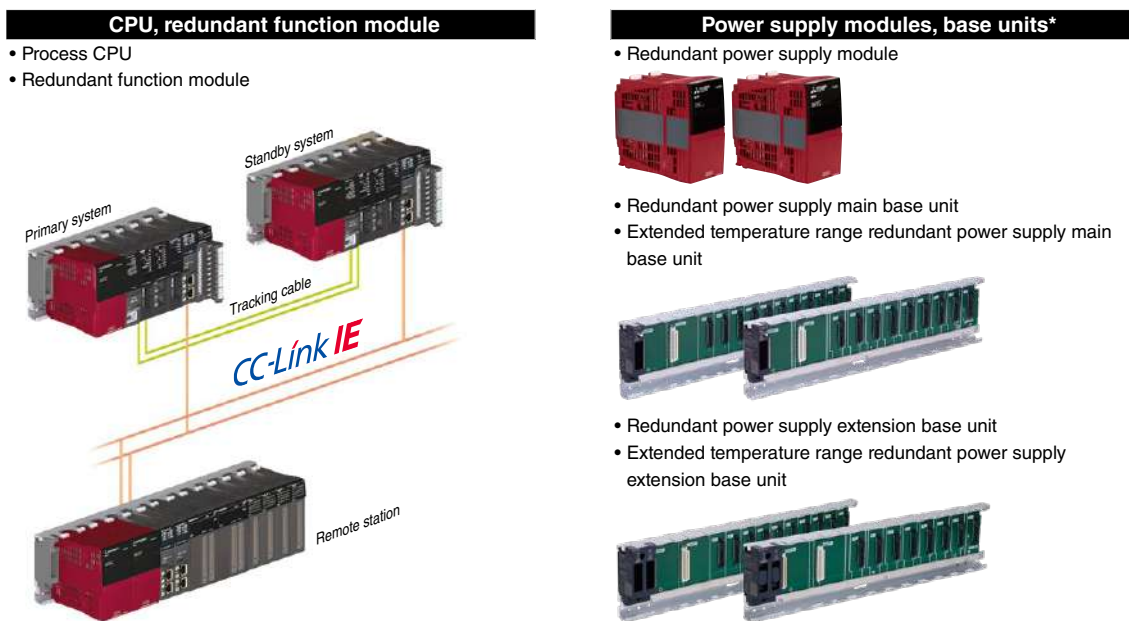 CPU, redundant function module
• Process CPU
• Redundant function module
Standby system
Primary system
Tracking cable
CC-Link IE
Remote station
Power supply modules, base units*
• Redundant power supply module
• Redundant power supply main base unit
• Extended temperature range redundant power supply main
base unit
• Redundant power supply extension base unit
• Extended temperature range redundant power supply
extension base unit